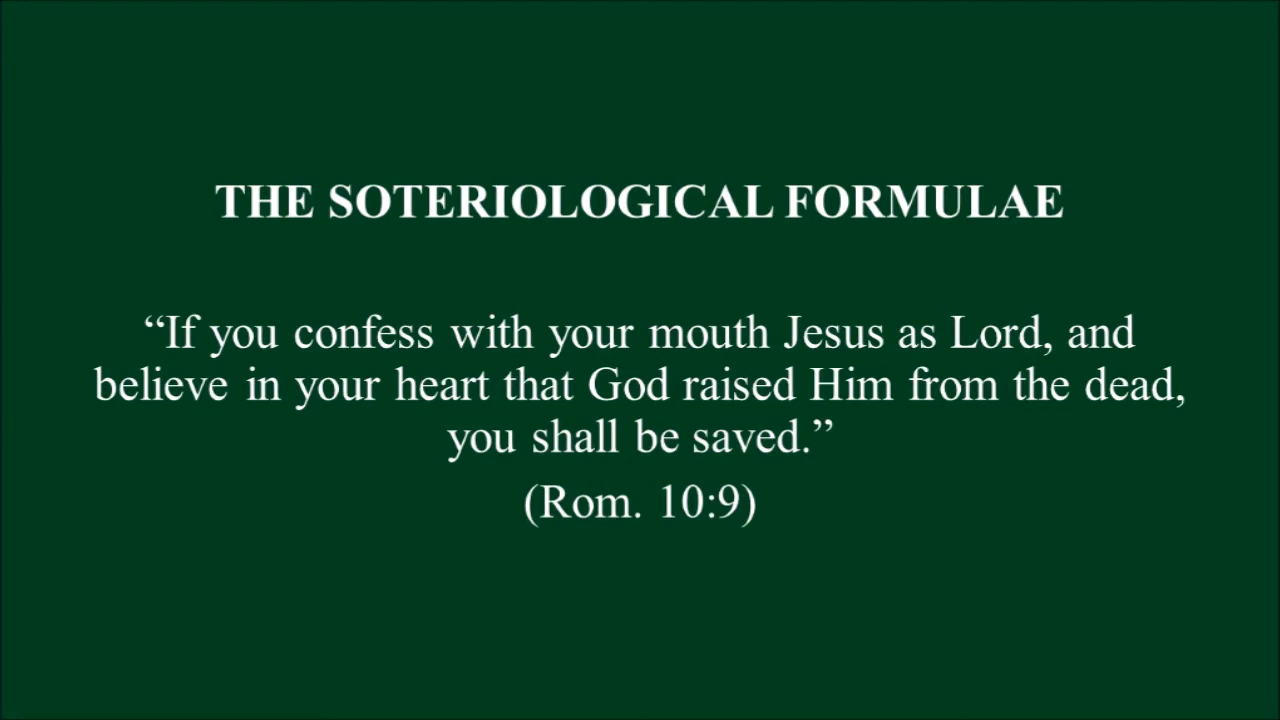 THE SOTERIOLOGICAL FORMULAE
“If you confess with your mouth Jesus as Lord, and
believe in your heart that God raised Him from the dead,
you shall be saved.”
(Rom. 10:9)